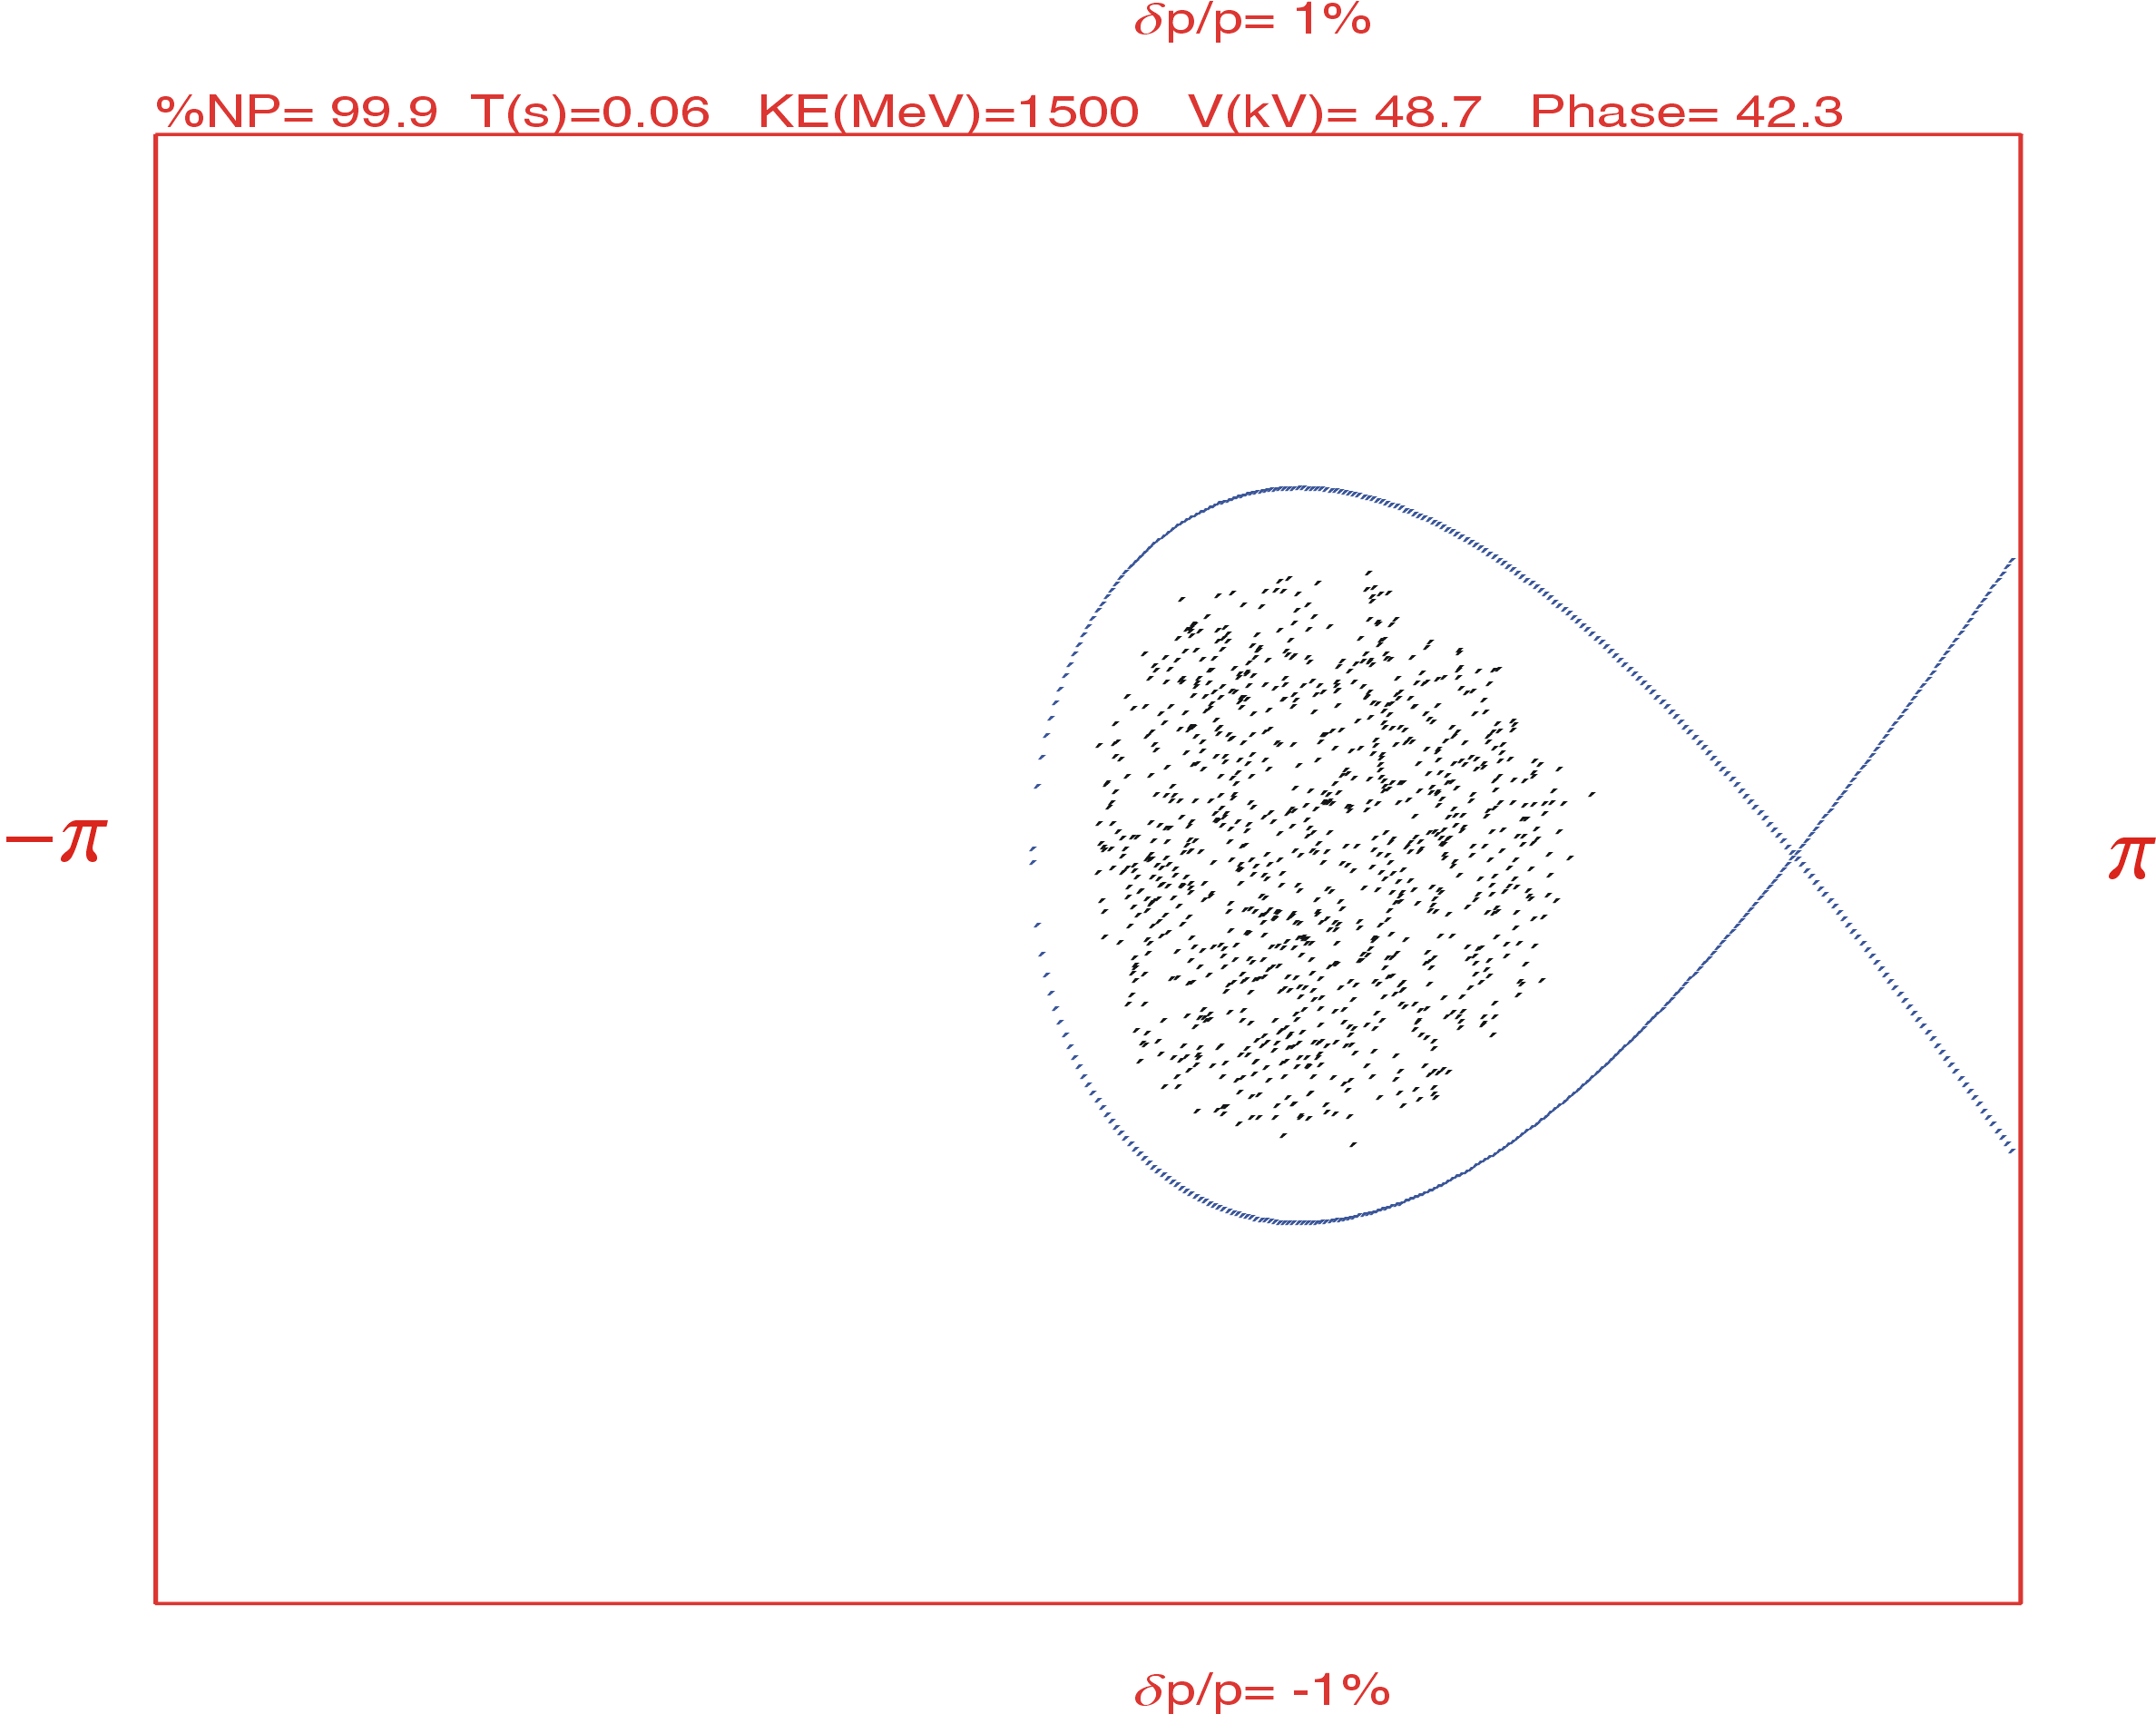 δp/p= 1%
%NP= 99.9 T(s)=0.06 KE(MeV)=1500 V(kV)= 48.7 Phase= 42.3
−π
π
δp/p= -1%